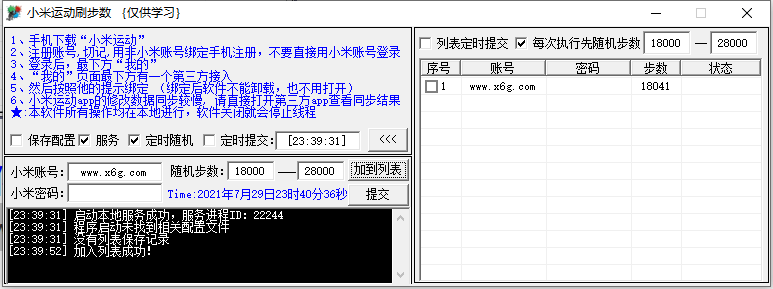 小米运动刷步数 {仅供学习}
1、手机下载“小米运动”
2、注册账号,切记,用非小米账号绑定手机注册，不要直接用小米账号登录
3、登录后，最下方“我的”
4、“我的”页面最下方有一个第三方接入
5、然后按照他的提示绑定 (绑定后软件不能卸载，也不用打开)
6、小米运动app的修改数据同步较慢，请直接打开第三方app查看同步结果
★:本软件所有操作均在本地进行，软件关闭就会停止线程
保存配置 服务 定时随机 定时提交: [23:39:31] <<<
小米账号: www.x6g.com 随机步数: 18000 —— 28000 加到列表
小米密码: Time:2021年7月29日23时40分36秒 提交
[23:39:31] 启动本地服务成功，服务进程ID：22244
[23:39:31] 程序启动未找到相关配置文件
[23:39:31] 没有列表保存记录
[23:39:52] 加入列表成功!
列表定时提交 每次执行先随机步数 18000 — 28000
序号 账号 密码 步数 状态
1 www.x6g.com 18041